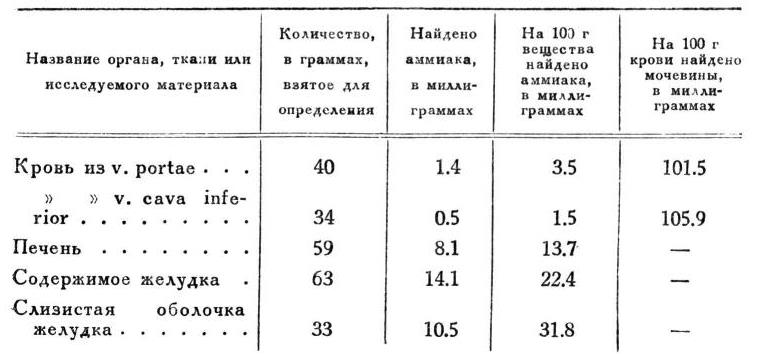 Название органа, ткани или исследуемого материала | Количество, в граммах, взятое для определения | Найдено аммиака, в миллиграммах | На 100 г вещества найдено аммиака, в миллиграммах | На 100 г крови найдено мочевины, в миллиграммах
Кровь из v. portae . . . 40 1.4 3.5 101.5
» » v. cava infe-
rior . . . . . . . . . 34 0.5 1.5 105.9
Печень . . . . . . . . 59 8.1 13.7 —
Содержимое желудка . 63 14.1 22.4 —
Слизистая оболочка
желудка . . . . . . . 33 10.5 31.8 —